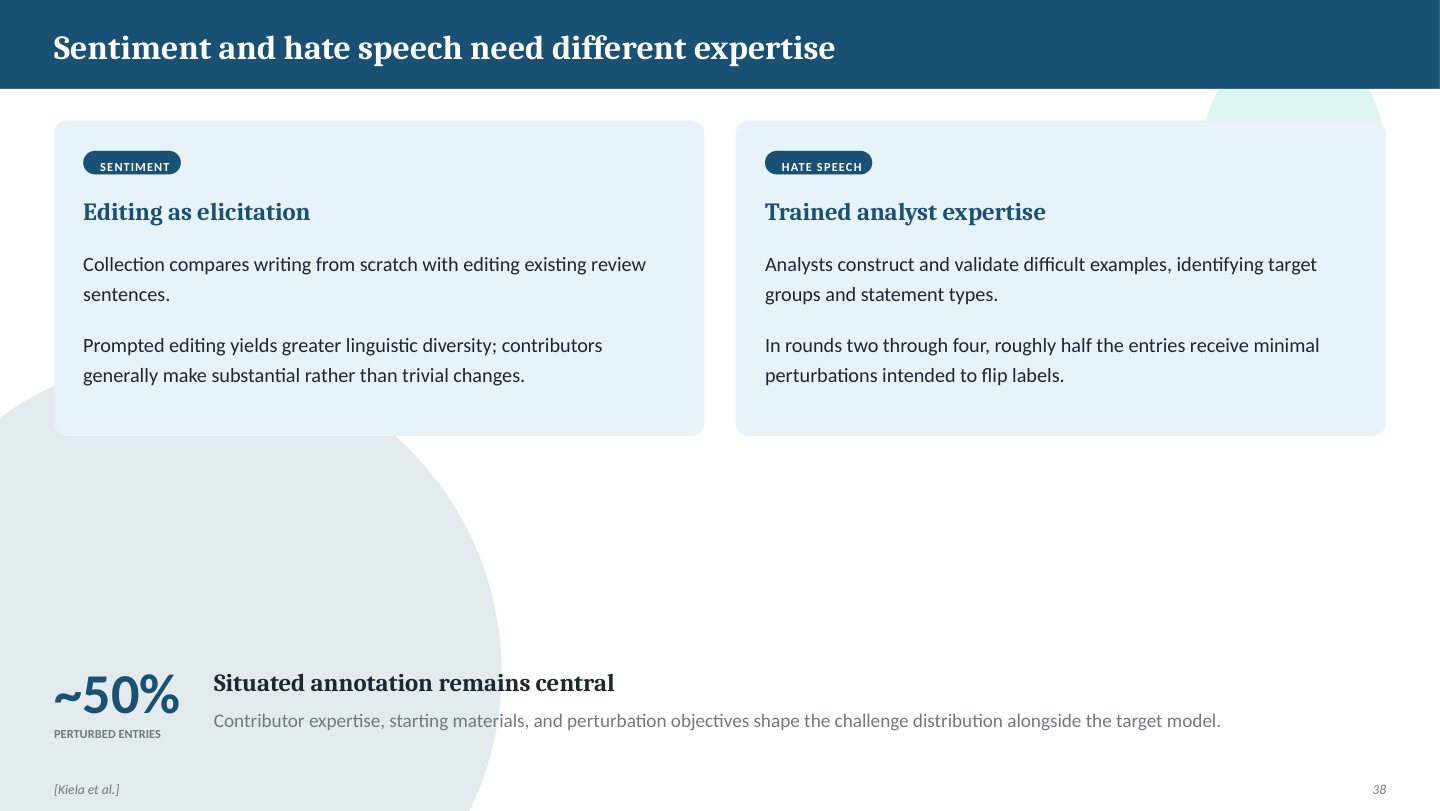 Sentiment and hate speech need different expertise
SENTIMENT
Editing as elicitation
Collection compares writing from scratch with editing existing review
sentences.
Prompted editing yields greater linguistic diversity; contributors
generally make substantial rather than trivial changes.
HATE SPEECH
Trained analyst expertise
Analysts construct and validate difficult examples, identifying target
groups and statement types.
In rounds two through four, roughly half the entries receive minimal
perturbations intended to flip labels.
~50%
PERTURBED ENTRIES
Situated annotation remains central
Contributor expertise, starting materials, and perturbation objectives shape the challenge distribution alongside the target model.
[Kiela et al.]
38